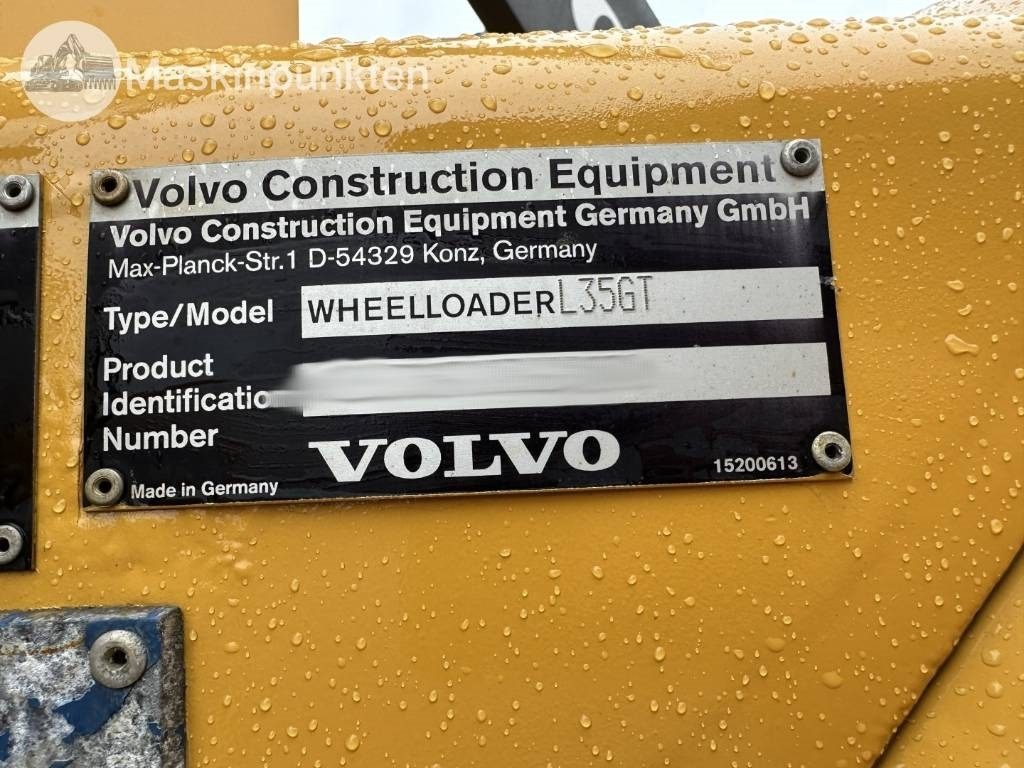 Maskinpunkten
Volvo Construction Equipment
Volvo Construction Equipment Germany GmbH
Max-Planck-Str.1 D-54329 Konz, Germany
Type/Model WHEELLOADER L35GT
Product
Identificatio
Number
VOLVO
15200613
Made in Germany